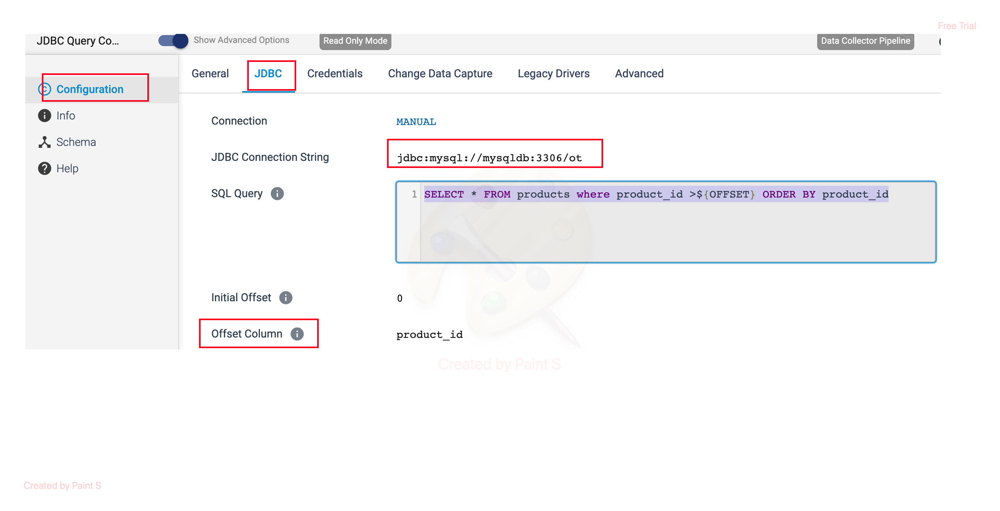 Free Trial
JDBC Query Co...
Show Advanced Options
Read Only Mode
Data Collector Pipeline
Configuration
Info
Schema
Help
General
JDBC
Credentials
Change Data Capture
Legacy Drivers
Advanced
Connection
MANUAL
JDBC Connection String
jdbc:mysql://mysqldb:3306/ot
SQL Query
1
SELECT * FROM products where product_id >${OFFSET} ORDER BY product_id
Initial Offset
0
Offset Column
product_id
Created by Paint S
Created by Paint S